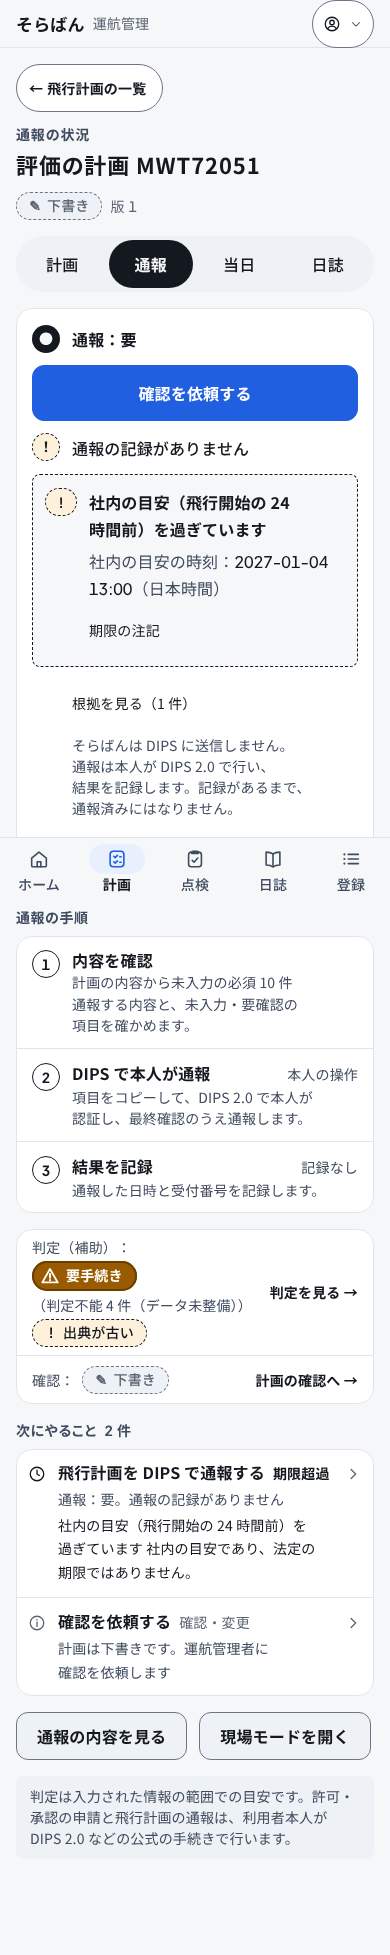 そらばん 運航管理
← 飛行計画の一覧
通報の状況
評価の計画 MWT72051
✎ 下書き 版 1
計画 通報 当日 日誌
通報：要
確認を依頼する
! 通報の記録がありません
! 社内の目安（飛行開始の 24
時間前）を過ぎています
社内の目安の時刻：2027-01-04
13:00（日本時間）
期限の注記
根拠を見る（1 件）
そらばんは DIPS に送信しません。
通報は本人が DIPS 2.0 で行い、
結果を記録します。記録があるまで、
通報済みにはなりません。
ホーム 計画 点検 日誌 登録
通報の手順
1 内容を確認
計画の内容から未入力の必須 10 件
通報する内容と、未入力・要確認の
項目を確かめます。
2 DIPS で本人が通報 本人の操作
項目をコピーして、DIPS 2.0 で本人が
認証し、最終確認のうえ通報します。
3 結果を記録 記録なし
通報した日時と受付番号を記録します。
判定（補助）：
要手続き
（判定不能 4 件（データ未整備）） 判定を見る →
! 出典が古い
確認： ✎ 下書き 計画の確認へ →
次にやること 2 件
飛行計画を DIPS で通報する 期限超過
通報：要。通報の記録がありません
社内の目安（飛行開始の 24 時間前）を
過ぎています 社内の目安であり、法定の
期限ではありません。
確認を依頼する 確認・変更
計画は下書きです。運航管理者に
確認を依頼します
通報の内容を見る 現場モードを開く
判定は入力された情報の範囲での目安です。許可・
承認の申請と飛行計画の通報は、利用者本人が
DIPS 2.0 などの公式の手続きで行います。